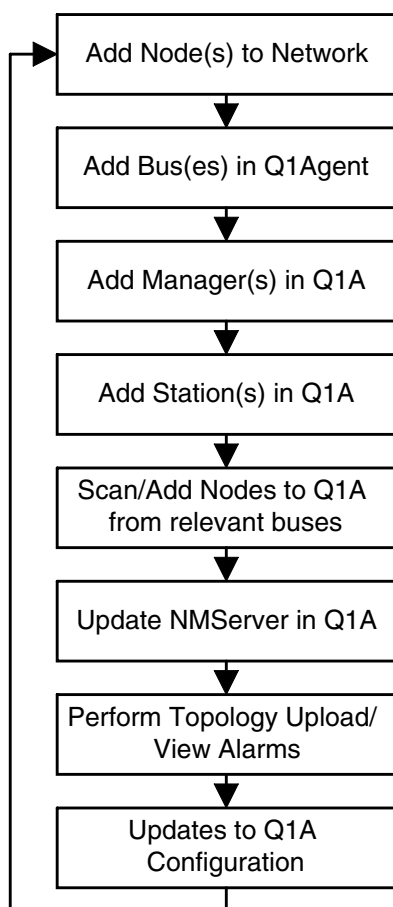 Add Node(s) to Network
Add Bus(es) in Q1Agent
Add Manager(s) in Q1A
Add Station(s) in Q1A
Scan/Add Nodes to Q1A
from relevant buses
Update NMServer in Q1A
Perform Topology Upload/
View Alarms
Updates to Q1A
Configuration